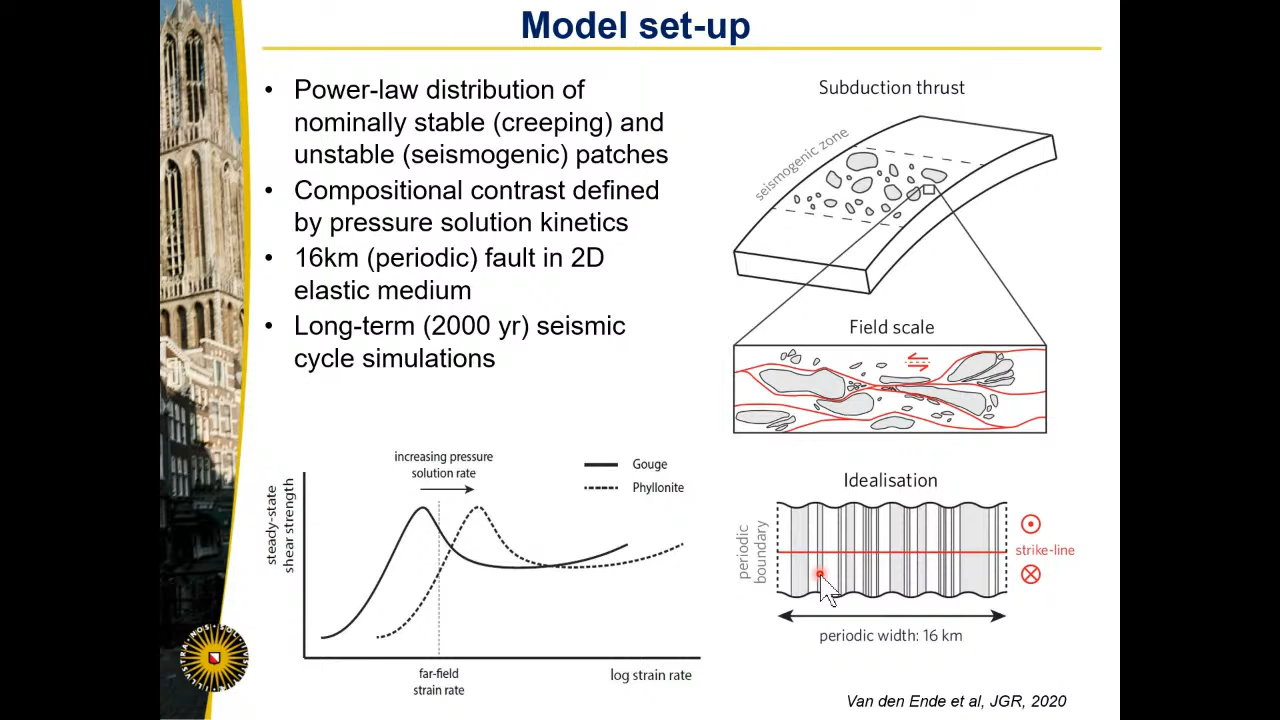 Model set-up
• Power-law distribution of
nominally stable (creeping) and
unstable (seismogenic) patches
• Compositional contrast defined
by pressure solution kinetics
• 16km (periodic) fault in 2D
elastic medium
• Long-term (2000 yr) seismic
cycle simulations
Subduction thrust
seismogenic zone
Field scale
increasing pressure
solution rate
Gouge
Phyllonite
steady-state
shear strength
far-field
strain rate
log strain rate
Idealisation
periodic
boundary
strike-line
periodic width: 16 km
Van den Ende et al, JGR, 2020